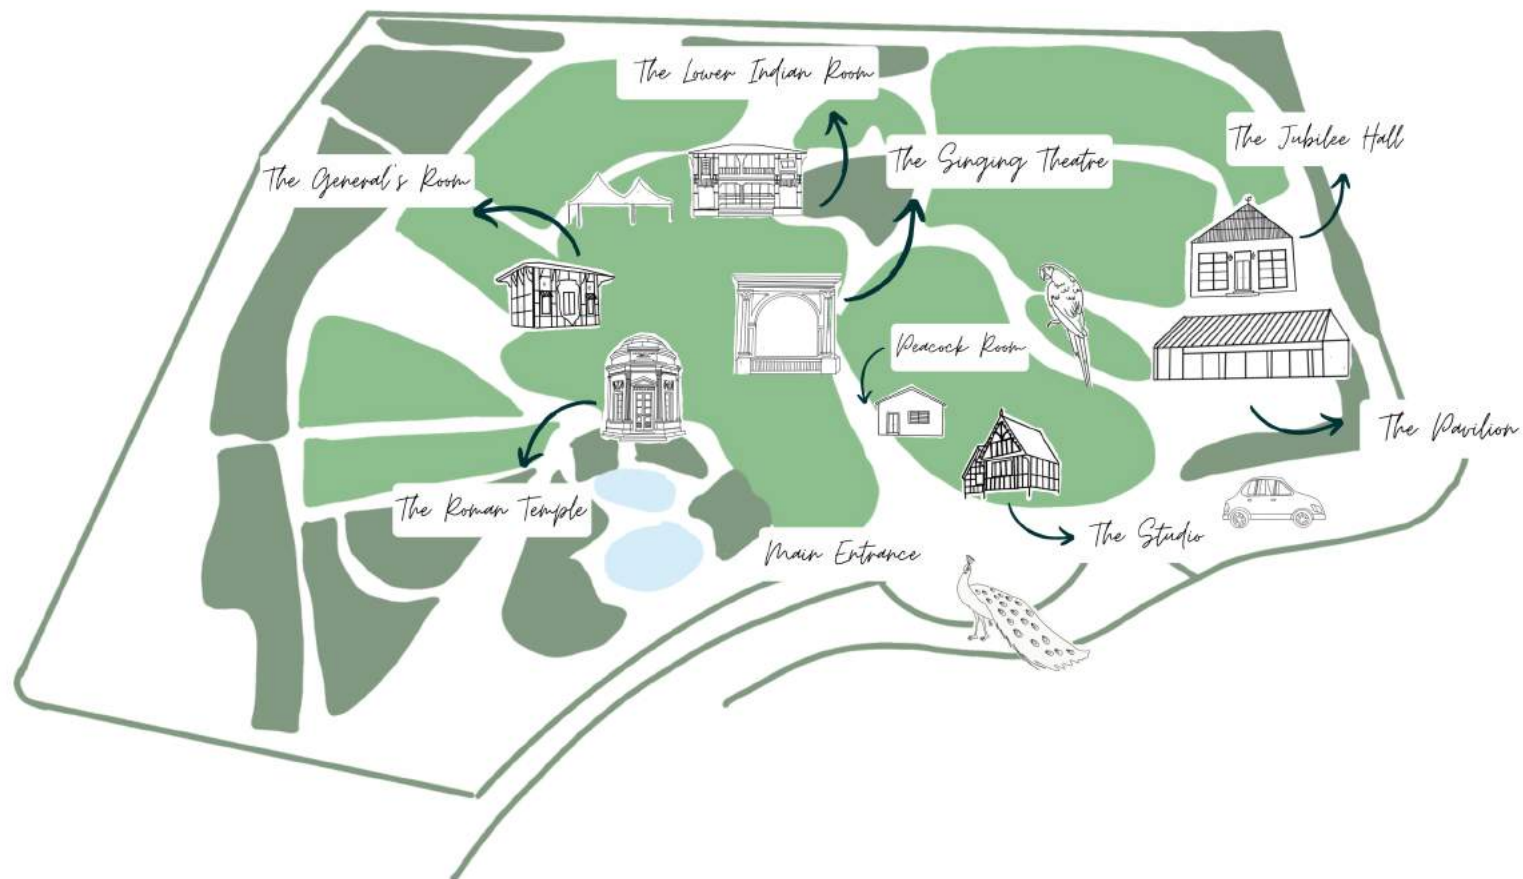 The Lower Indian Room
The Jubilee Hall
The Singing Theatre
The General's Room
Peacock Room
The Pavilion
The Roman Temple
The Studio
Main Entrance